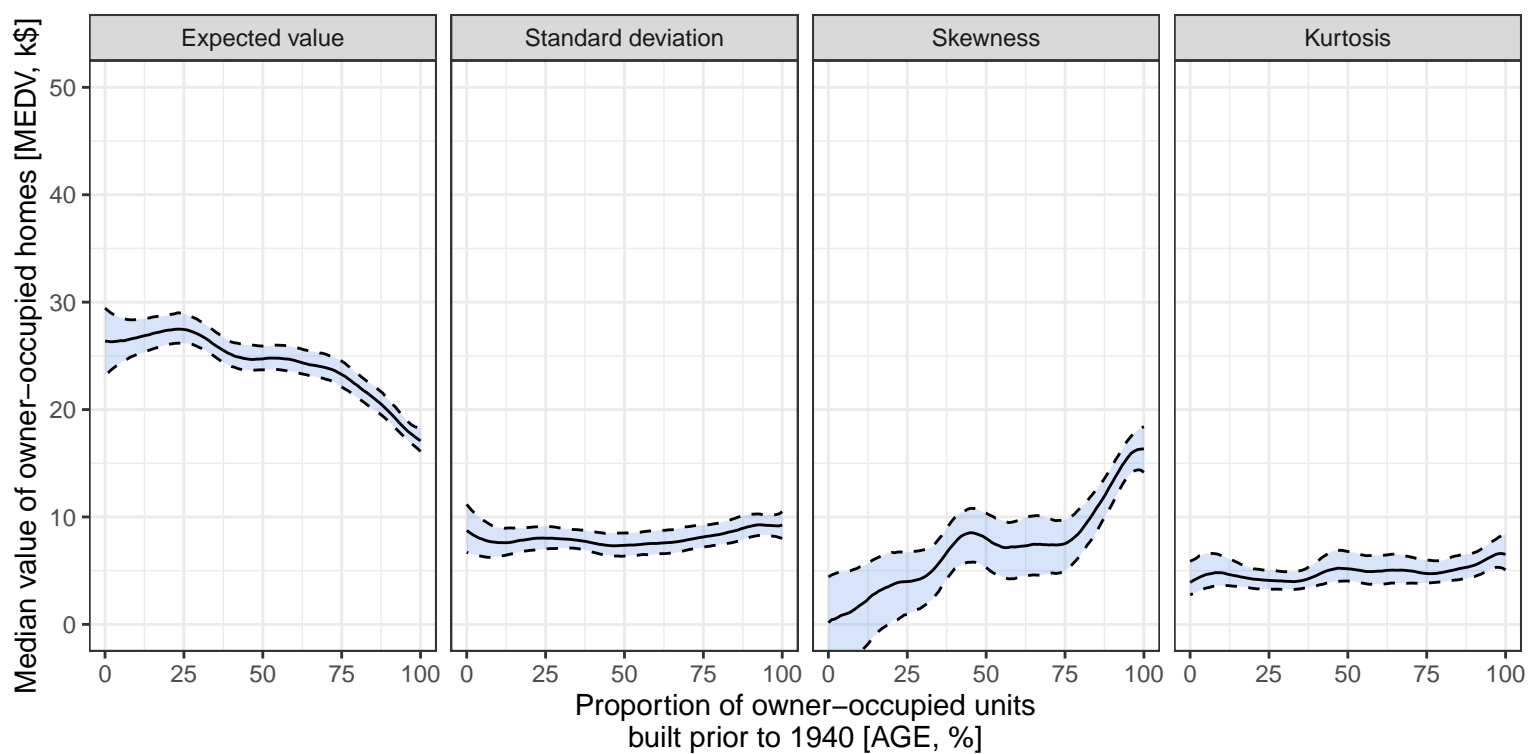 Expected value
Standard deviation
Skewness
Kurtosis
Median value of owner−occupied homes [MEDV, k$]
50
40
30
20
10
0
0 25 50 75 100
0 25 50 75 100
0 25 50 75 100
0 25 50 75 100
Proportion of owner−occupied units
built prior to 1940 [AGE, %]